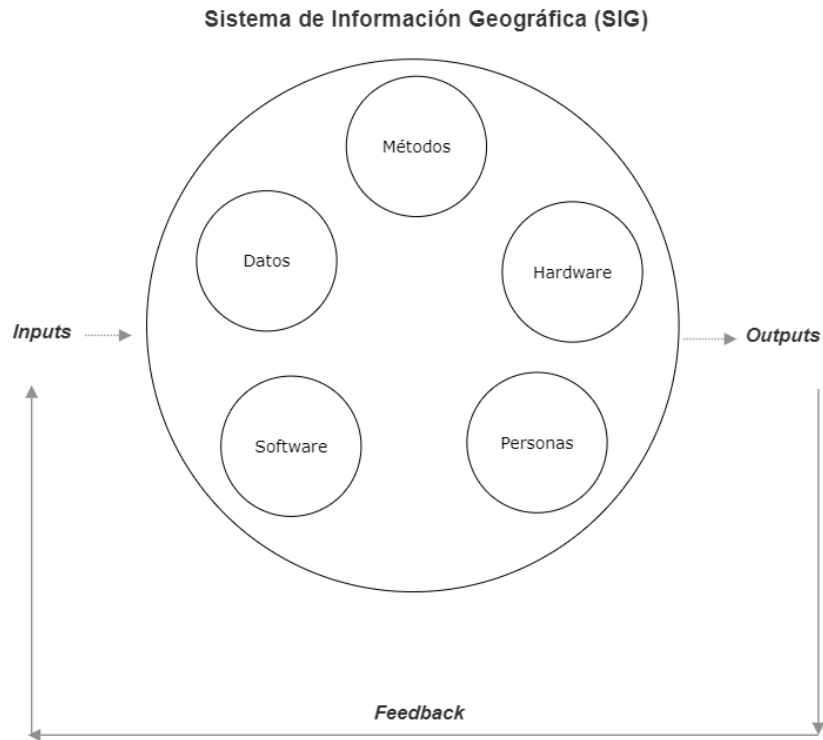 Sistema de Información Geográfica (SIG)
Métodos
Datos
Hardware
Inputs
Outputs
Software
Personas
Feedback